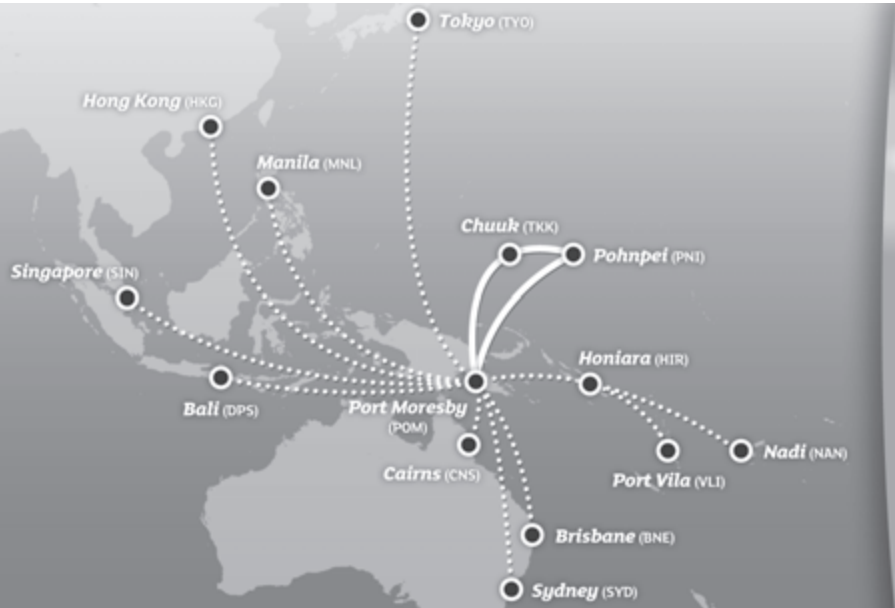 Tokyo (TYO)
Hong Kong (HKG)
Manila (MNL)
Chuuk (TKK)
Pohnpei (PNI)
Singapore (SIN)
Honiara (HIR)
Bali (DPS)
Port Moresby
(POM)
Nadi (NAN)
Cairns (CNS)
Port Vila (VLI)
Brisbane (BNE)
Sydney (SYD)